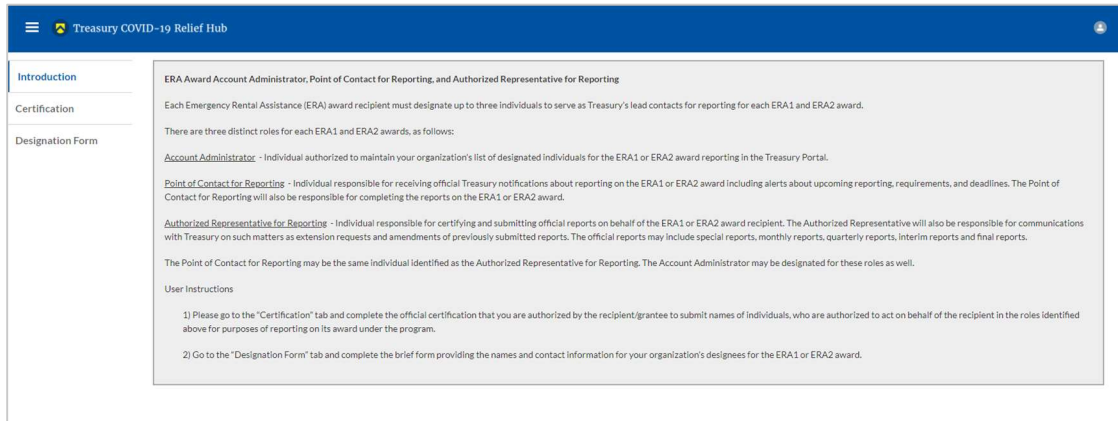 Treasury COVID-19 Relief Hub
Introduction
Certification
Designation Form
ERA Award Account Administrator, Point of Contact for Reporting, and Authorized Representative for Reporting
Each Emergency Rental Assistance (ERA) award recipient must designate up to three individuals to serve as Treasury's lead contacts for reporting for each ERA1 and ERA2 award.
There are three distinct roles for each ERA1 and ERA2 awards, as follows:
Account Administrator - Individual authorized to maintain your organization's list of designated individuals for the ERA1 or ERA2 award reporting in the Treasury Portal.
Point of Contact for Reporting - Individual responsible for receiving official Treasury notifications about reporting on the ERA1 or ERA2 award including alerts about upcoming reporting, requirements, and deadlines. The Point of
Contact for Reporting will also be responsible for completing the reports on the ERA1 or ERA2 award.
Authorized Representative for Reporting - Individual responsible for certifying and submitting official reports on behalf of the ERA1 or ERA2 award recipient. The Authorized Representative will also be responsible for communications
with Treasury on such matters as extension requests and amendments of previously submitted reports. The official reports may include special reports, monthly reports, quarterly reports, interim reports and final reports.
The Point of Contact for Reporting may be the same individual identified as the Authorized Representative for Reporting. The Account Administrator may be designated for these roles as well.
User Instructions
1) Please go to the "Certification" tab and complete the official certification that you are authorized by the recipient/grantee to submit names of individuals, who are authorized to act on behalf of the recipient in the roles identified
above for purposes of reporting on its award under the program.
2) Go to the "Designation Form" tab and complete the brief form providing the names and contact information for your organization's designees for the ERA1 or ERA2 award.